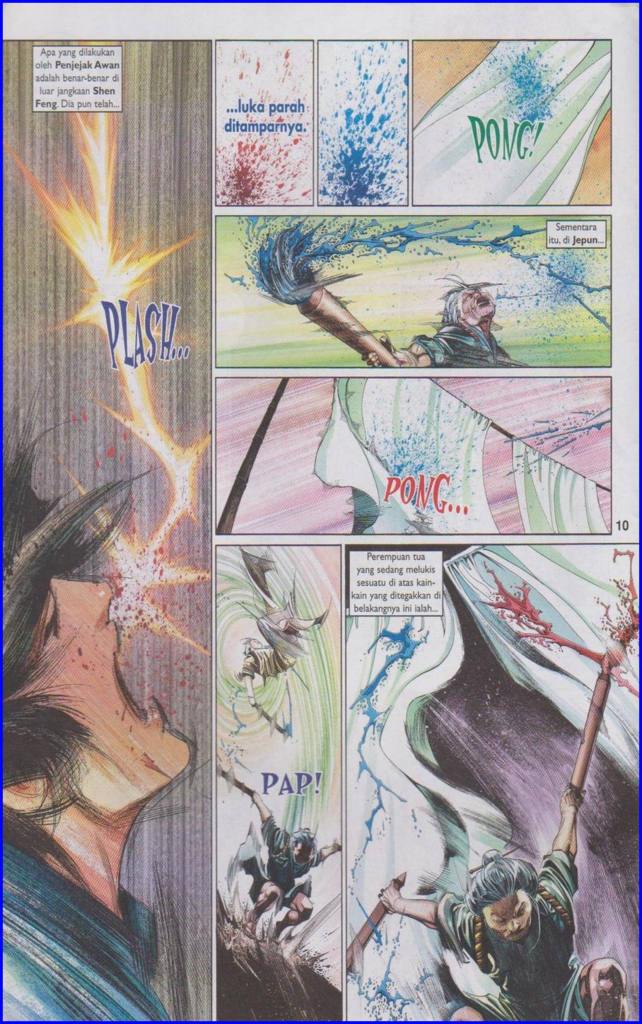 Apa yang dilakukan
oleh Penjejak Awan
adalah benar-benar di
luar jangkaan Shen
Feng. Dia pun telah...
...luka parah
ditamparnya.
PONG!
Sementara
itu, di Jepun...
PLASH...
PONG...
10
Perempuan tua
yang sedang melukis
sesuatu di atas kain-
kain yang ditegakkan di
belakangnya ini ialah...
PAP!